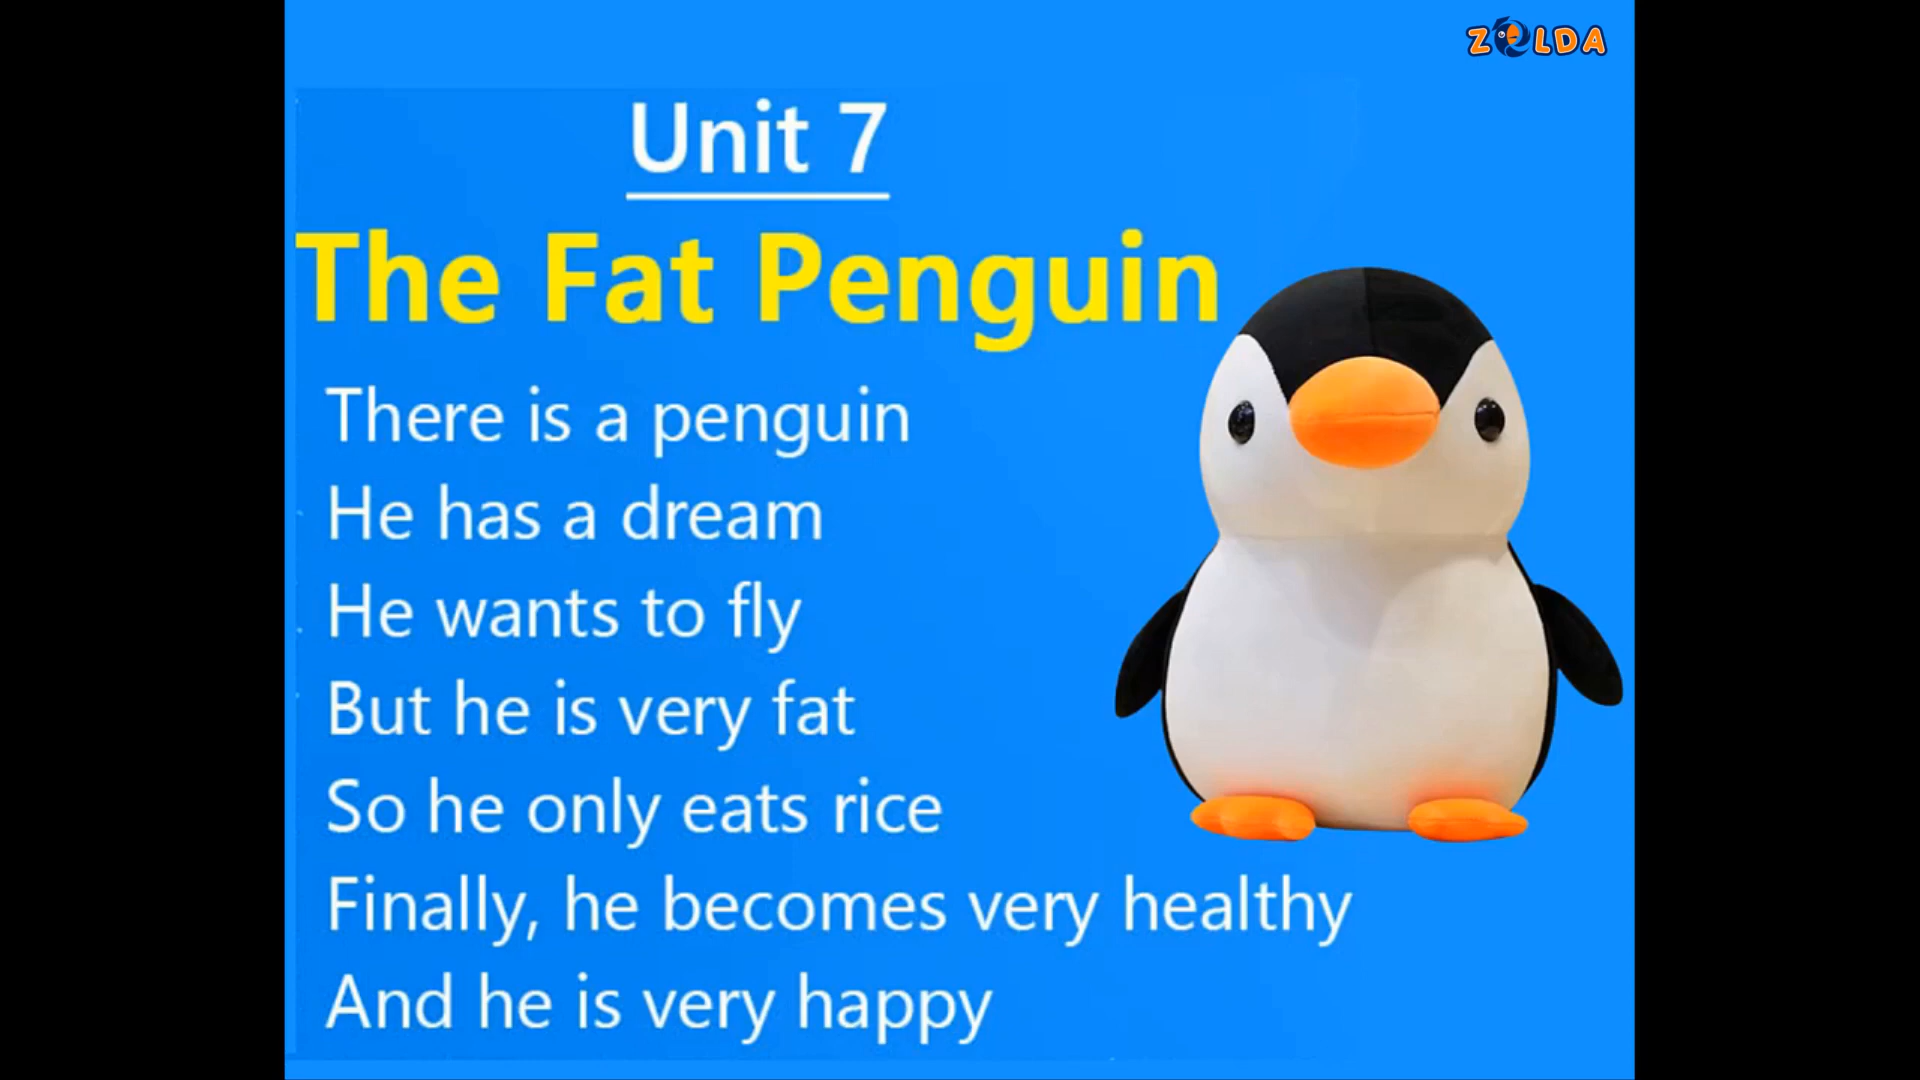 ZELDA
Unit 7
The Fat Penguin
There is a penguin
He has a dream
He wants to fly
But he is very fat
So he only eats rice
Finally, he becomes very healthy
And he is very happy